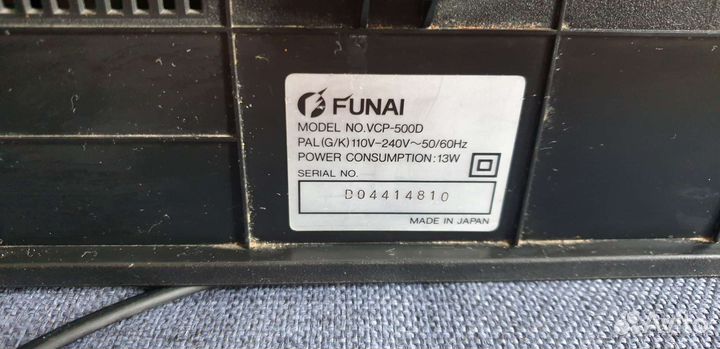 FUNAI
MODEL NO.VCP-500D
PAL(G/K)110V-240V~50/60Hz
POWER CONSUMPTION:13W
SERIAL NO.
D04414810
MADE IN JAPAN
Avito